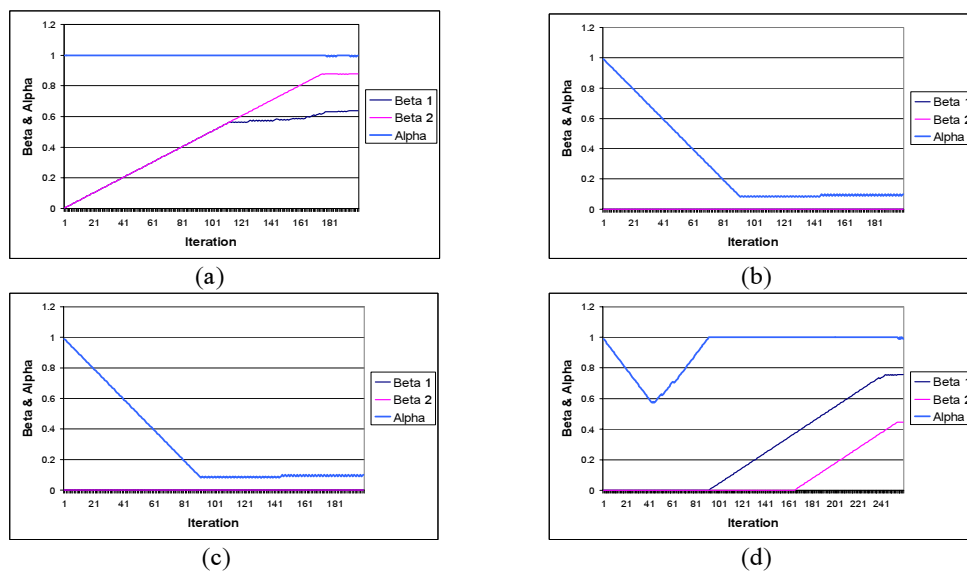 1.2
1
0.8
0.6
0.4
0.2
0
Beta & Alpha
1 21 41 61 81 101 121 141 161 181
Iteration
Beta 1
Beta 2
Alpha
(a)
1.2
1
0.8
0.6
0.4
0.2
0
Beta & Alpha
1 21 41 61 81 101 121 141 161 181
Iteration
Beta 1
Beta 2
Alpha
(b)
1.2
1
0.8
0.6
0.4
0.2
0
Beta & Alpha
1 21 41 61 81 101 121 141 161 181
Iteration
Beta 1
Beta 2
Alpha
(c)
1.2
1
0.8
0.6
0.4
0.2
0
Beta & Alpha
1 21 41 61 81 101 121 141 161 181 201 221 241
Iteration
Beta 1
Beta 2
Alpha
(d)